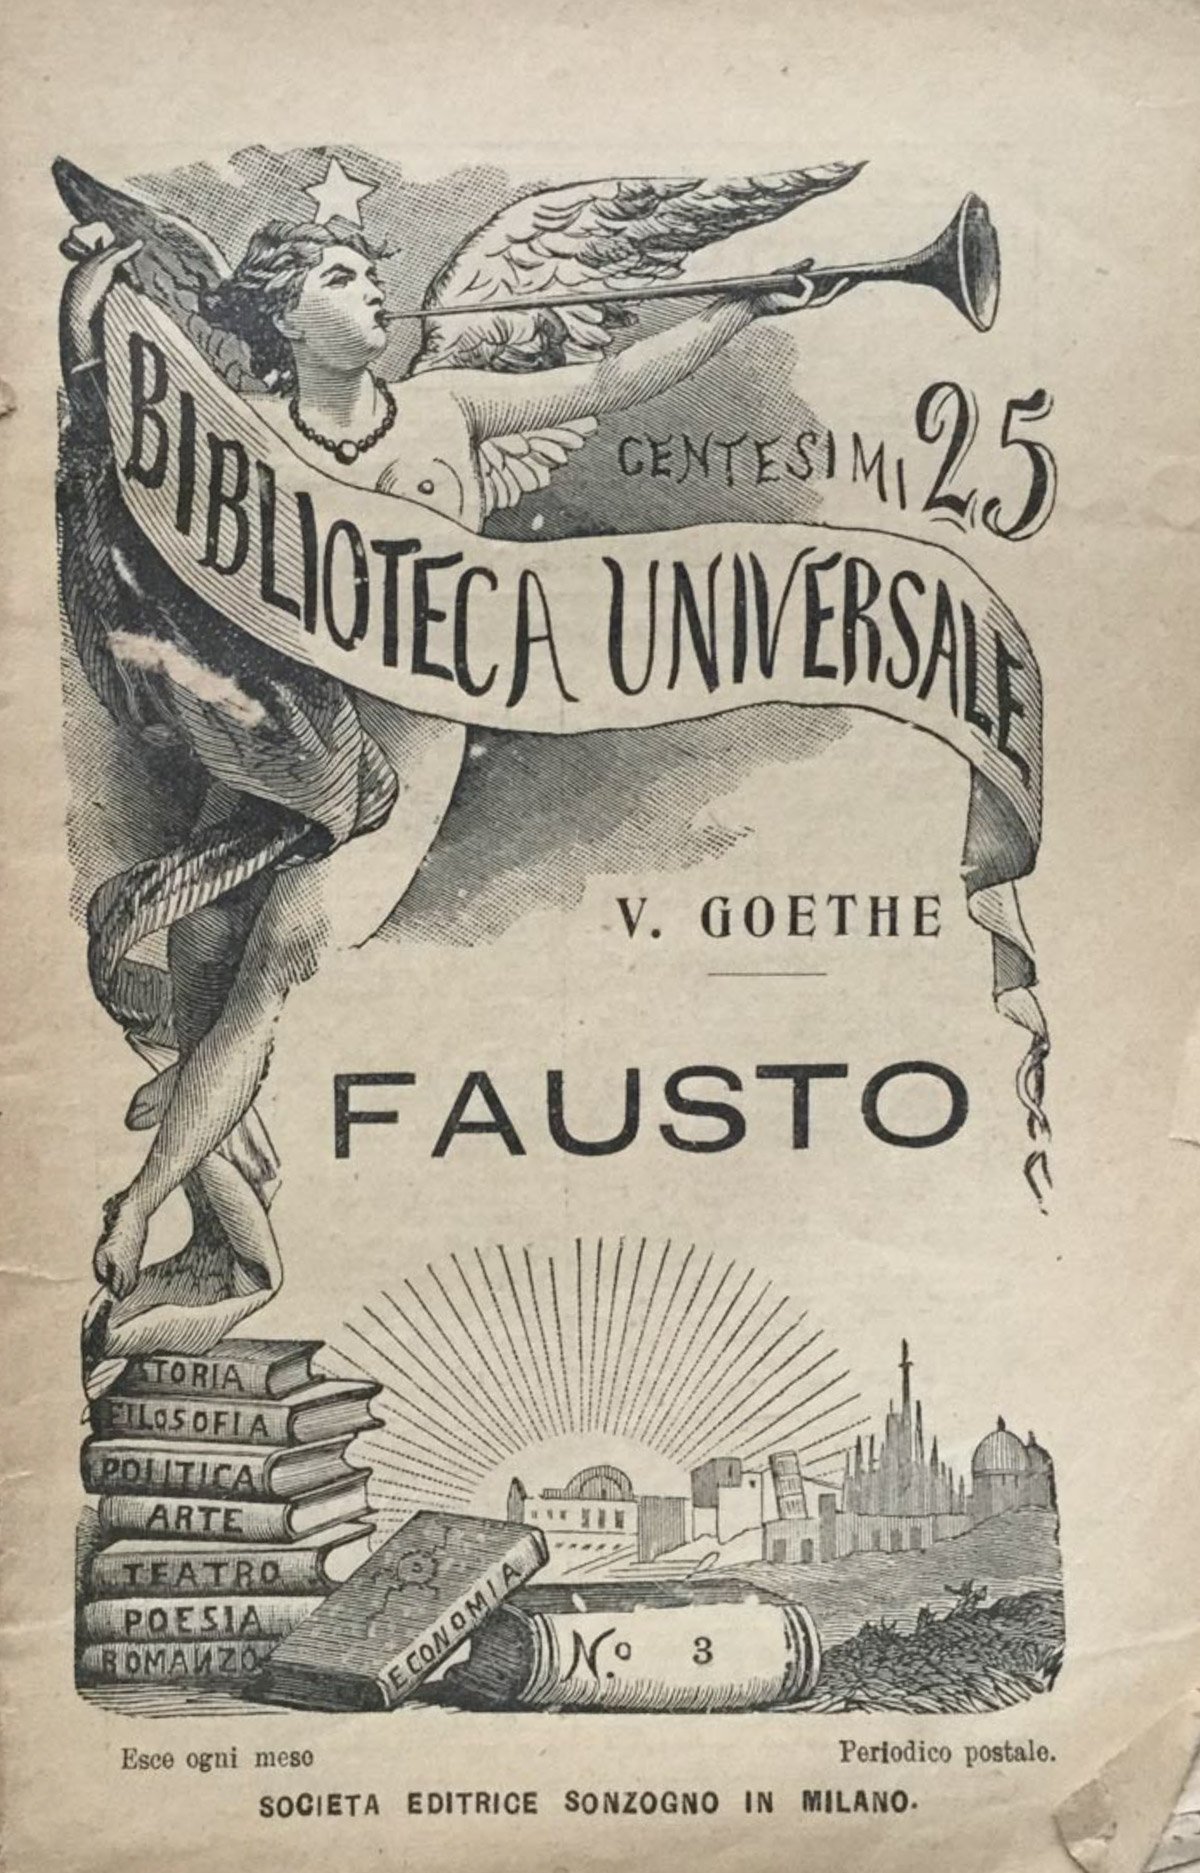 CENTESIMI 25
BIBLIOTECA UNIVERSALE
V. GOETHE
FAUSTO
STORIA
FILOSOFIA
POLITICA
ARTE
TEATRO
POESIA
ROMANZO
ECONOMIA
N.o 3
Esce ogni mese
Periodico postale.
SOCIETA EDITRICE SONZOGNO IN MILANO.